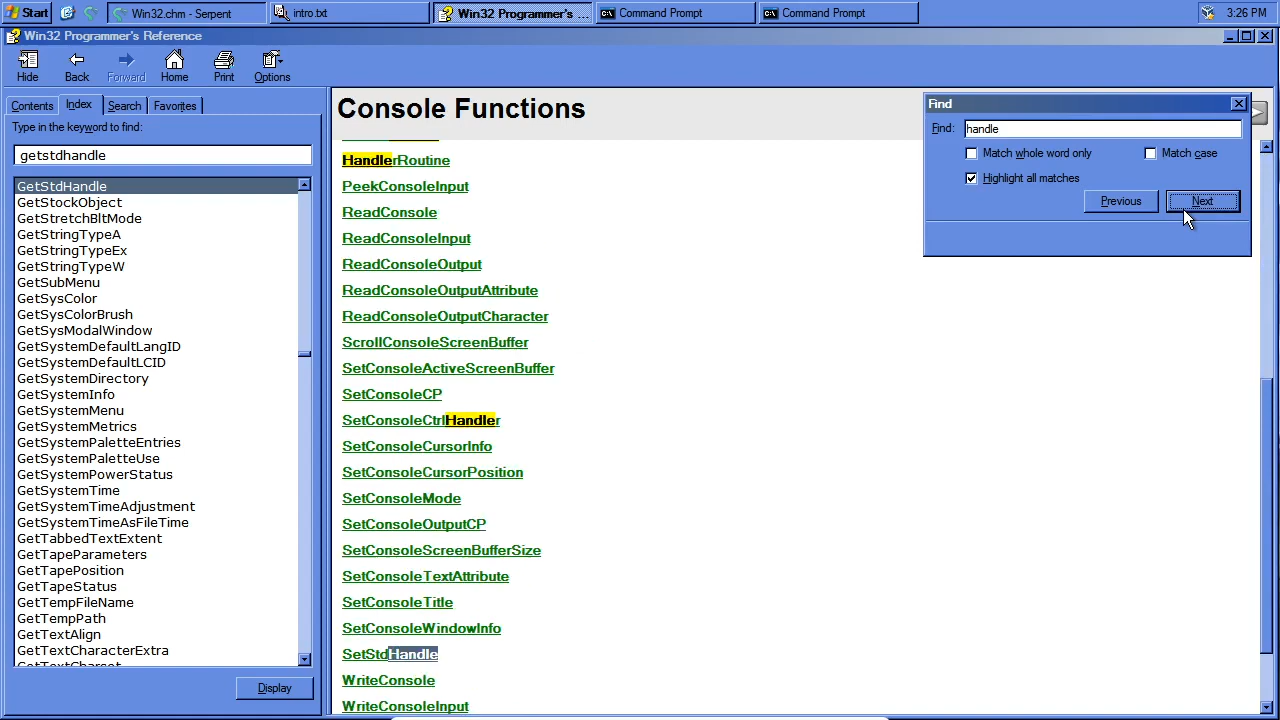 Start
Win32.chm - Serpent
intro.txt
Win32 Programmer's ...
Command Prompt
Command Prompt
3:26 PM
Win32 Programmer's Reference
Hide
Back
Forward
Home
Print
Options
Contents
Index
Search
Favorites
Type in the keyword to find:
getstdhandle
GetStdHandle
GetStockObject
GetStretchBltMode
GetStringTypeA
GetStringTypeEx
GetStringTypeW
GetSubMenu
GetSysColor
GetSysColorBrush
GetSysModalWindow
GetSystemDefaultLangID
GetSystemDefaultLCID
GetSystemDirectory
GetSystemInfo
GetSystemMenu
GetSystemMetrics
GetSystemPaletteEntries
GetSystemPaletteUse
GetSystemPowerStatus
GetSystemTime
GetSystemTimeAdjustment
GetSystemTimeAsFileTime
GetTabbedTextExtent
GetTapeParameters
GetTapePosition
GetTapeStatus
GetTempFileName
GetTempPath
GetTextAlign
GetTextCharacterExtra
GetTextCharset
Display
Console Functions
HandlerRoutine
PeekConsoleInput
ReadConsole
ReadConsoleInput
ReadConsoleOutput
ReadConsoleOutputAttribute
ReadConsoleOutputCharacter
ScrollConsoleScreenBuffer
SetConsoleActiveScreenBuffer
SetConsoleCP
SetConsoleCtrlHandler
SetConsoleCursorInfo
SetConsoleCursorPosition
SetConsoleMode
SetConsoleOutputCP
SetConsoleScreenBufferSize
SetConsoleTextAttribute
SetConsoleTitle
SetConsoleWindowInfo
SetStdHandle
WriteConsole
WriteConsoleInput
Find
Find: handle
Match whole word only
Match case
Highlight all matches
Previous
Next